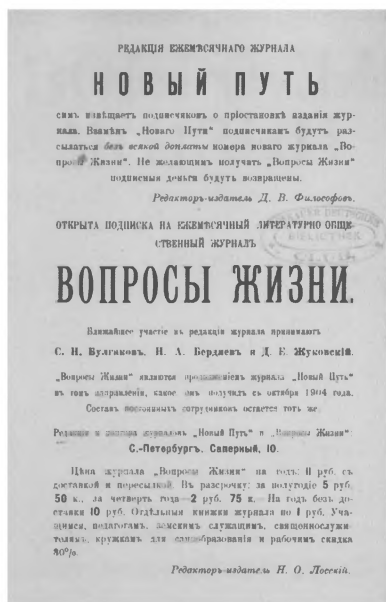 РЕДАКЦІЯ ЕЖЕМѢСЯЧНАГО ЖУРНАЛА
НОВЫЙ ПУТЬ
симъ извѣщаетъ подписчиковъ о пріостановкѣ изданія жур-
нала. Взамѣнъ „Новаго Пути“ подписчикамъ будутъ раз-
сылаться безъ всякой доплаты номера новаго журнала „Во-
просы Жизни“. Не желающимъ получать „Вопросы Жизни“
подписныя деньги будутъ возвращены.
Редакторъ-издатель Д. В. Философовъ.
ОТКРЫТА ПОДПИСКА НА ЕЖЕМѢСЯЧНЫЙ ЛИТЕРАТУРНО-ОБЩЕ-
СТВЕННЫЙ ЖУРНАЛЪ
ВОПРОСЫ ЖИЗНИ.
Ближайшее участіе въ редакціи журнала принимаютъ
С. Н. Булгаковъ, Н. А. Бердяевъ и Д. Е. Жуковскій.
„Вопросы Жизни“ являются продолженіемъ журнала „Новый Путь“
въ томъ направленіи, какое онъ получилъ съ октября 1904 года.
Составъ постоянныхъ сотрудниковъ остается тотъ же.
Редакція и контора журналовъ „Новый Путь“ и „Вопросы Жизни“:
С.-Петербургъ. Саперный, 10.
Цѣна журнала „Вопросы Жизни“ на годъ: 11 руб. съ
доставкой и пересылкой. Въ разсрочку: за полугодіе 5 руб.
50 к., за четверть года 2 руб. 75 к. На годъ безъ до-
ставки 10 руб. Отдѣльныя книжки журнала по 1 руб. Уча-
щимся, педагогамъ, земскимъ служащимъ, священнослужи-
телямъ, кружкамъ для самообразованія и рабочимъ скидка
30%.
Редакторъ-издатель Н. О. Лосскій.